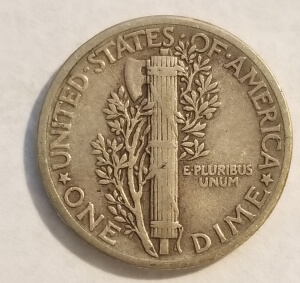 UNITED·STATES·OF·AMERICA
E·PLURIBUS
UNUM
ONE DIME